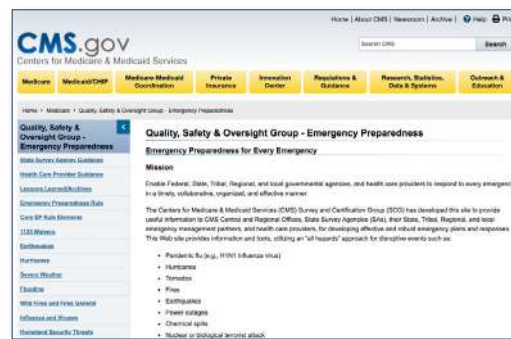 Home | About CMS | Newsroom | Archive | Help Pri
CMS.gov
Search CMS
Search
Centers for Medicare & Medicaid Services
Medicare
Medicaid/CHIP
Medicare-Medicaid Coordination
Private Insurance
Innovation Center
Regulations & Guidance
Research, Statistics, Data & Systems
Outreach & Education
Home > Medicare > Quality, Safety & Oversight Group - Emergency Preparedness
Quality, Safety &
Oversight Group -
Emergency Preparedness
State Survey Agency Guidance
Health Care Provider Guidance
Lessons Learned/Archives
Emergency Preparedness Rule
Core EP Rule Elements
1135 Waivers
Earthquakes
Hurricanes
Severe Weather
Flooding
Wild Fires and Fires General
Influenza and Viruses
Homeland Security Threats
Quality, Safety & Oversight Group - Emergency Preparedness
Emergency Preparedness for Every Emergency
Mission
Enable Federal, State, Tribal, Regional, and local governmental agencies, and health care providers to respond to every emergency
in a timely, collaborative, organized, and effective manner.
The Centers for Medicare & Medicaid Services (CMS) Survey and Certification Group (SCG) has developed this site to provide
useful information to CMS Central and Regional Offices, State Survey Agencies (SAs), their State, Tribal, Regional, and local
emergency management partners, and health care providers, for developing effective and robust emergency plans and responses.
This Web site provides information and tools, utilizing an "all hazards" approach for disruptive events such as:
• Pandemic flu (e.g., H1N1 Influenza virus)
• Hurricanes
• Tornados
• Fires
• Earthquakes
• Power outages
• Chemical spills
• Nuclear or biological terrorist attack